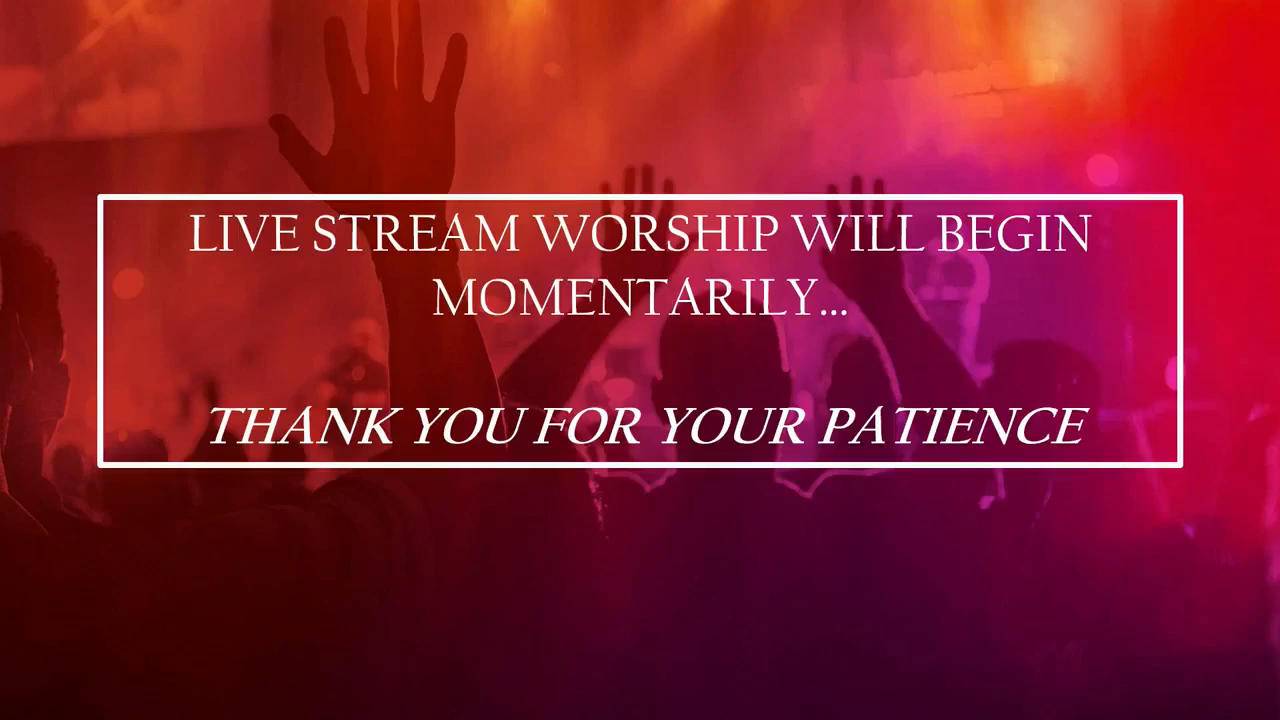 LIVE STREAM WORSHIP WILL BEGIN
MOMENTARILY...
THANK YOU FOR YOUR PATIENCE